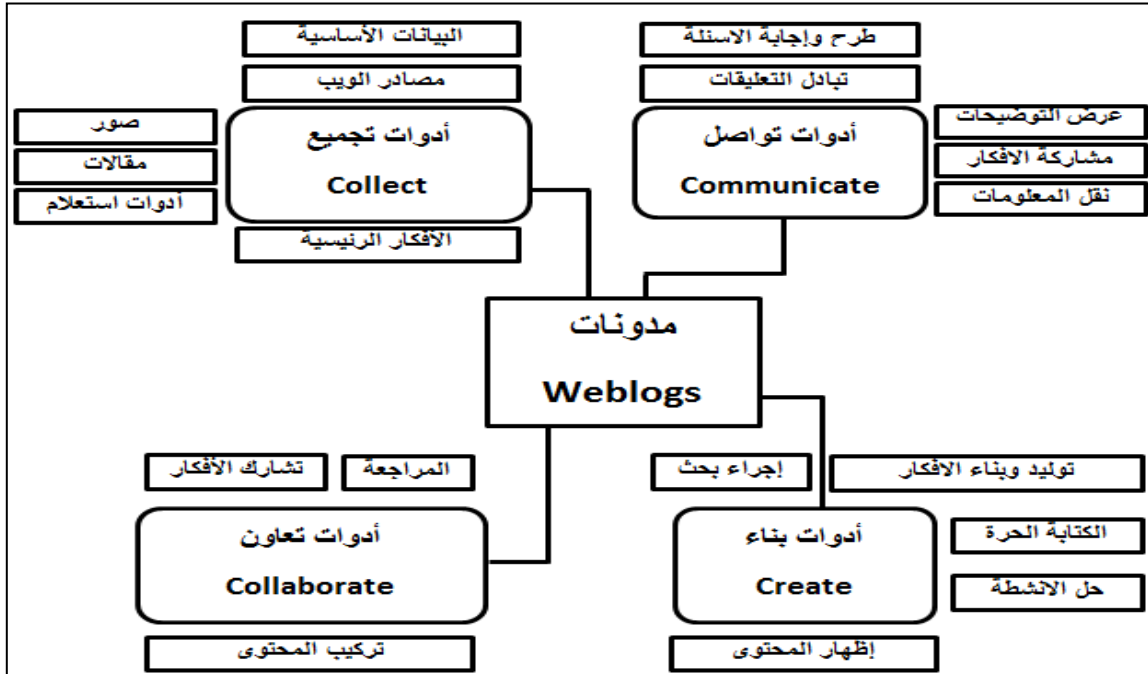 طرح وإجابة الاسئلة
تبادل التعليقات
أدوات تواصل
Communicate
عرض التوضيحات
مشاركة الافكار
نقل المعلومات
البيانات الأساسية
مصادر الويب
أدوات تجميع
Collect
صور
مقالات
أدوات استعلام
الأفكار الرئيسية
مدونات
Weblogs
توليد وبناء الافكار
إجراء بحث
أدوات بناء
Create
الكتابة الحرة
حل الانشطة
إظهار المحتوى
المراجعة
تشارك الأفكار
أدوات تعاون
Collaborate
تركيب المحتوى